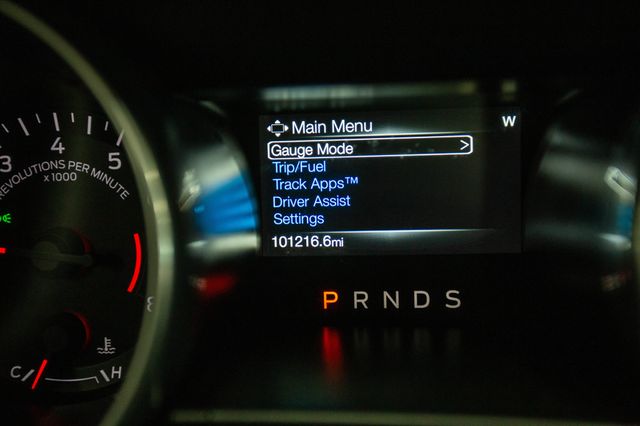 Main Menu W
Gauge Mode >
Trip/Fuel
Track Apps™
Driver Assist
Settings
101216.6mi
P R N D S
3 4 5
REVOLUTIONS PER MINUTE
x1000
C H